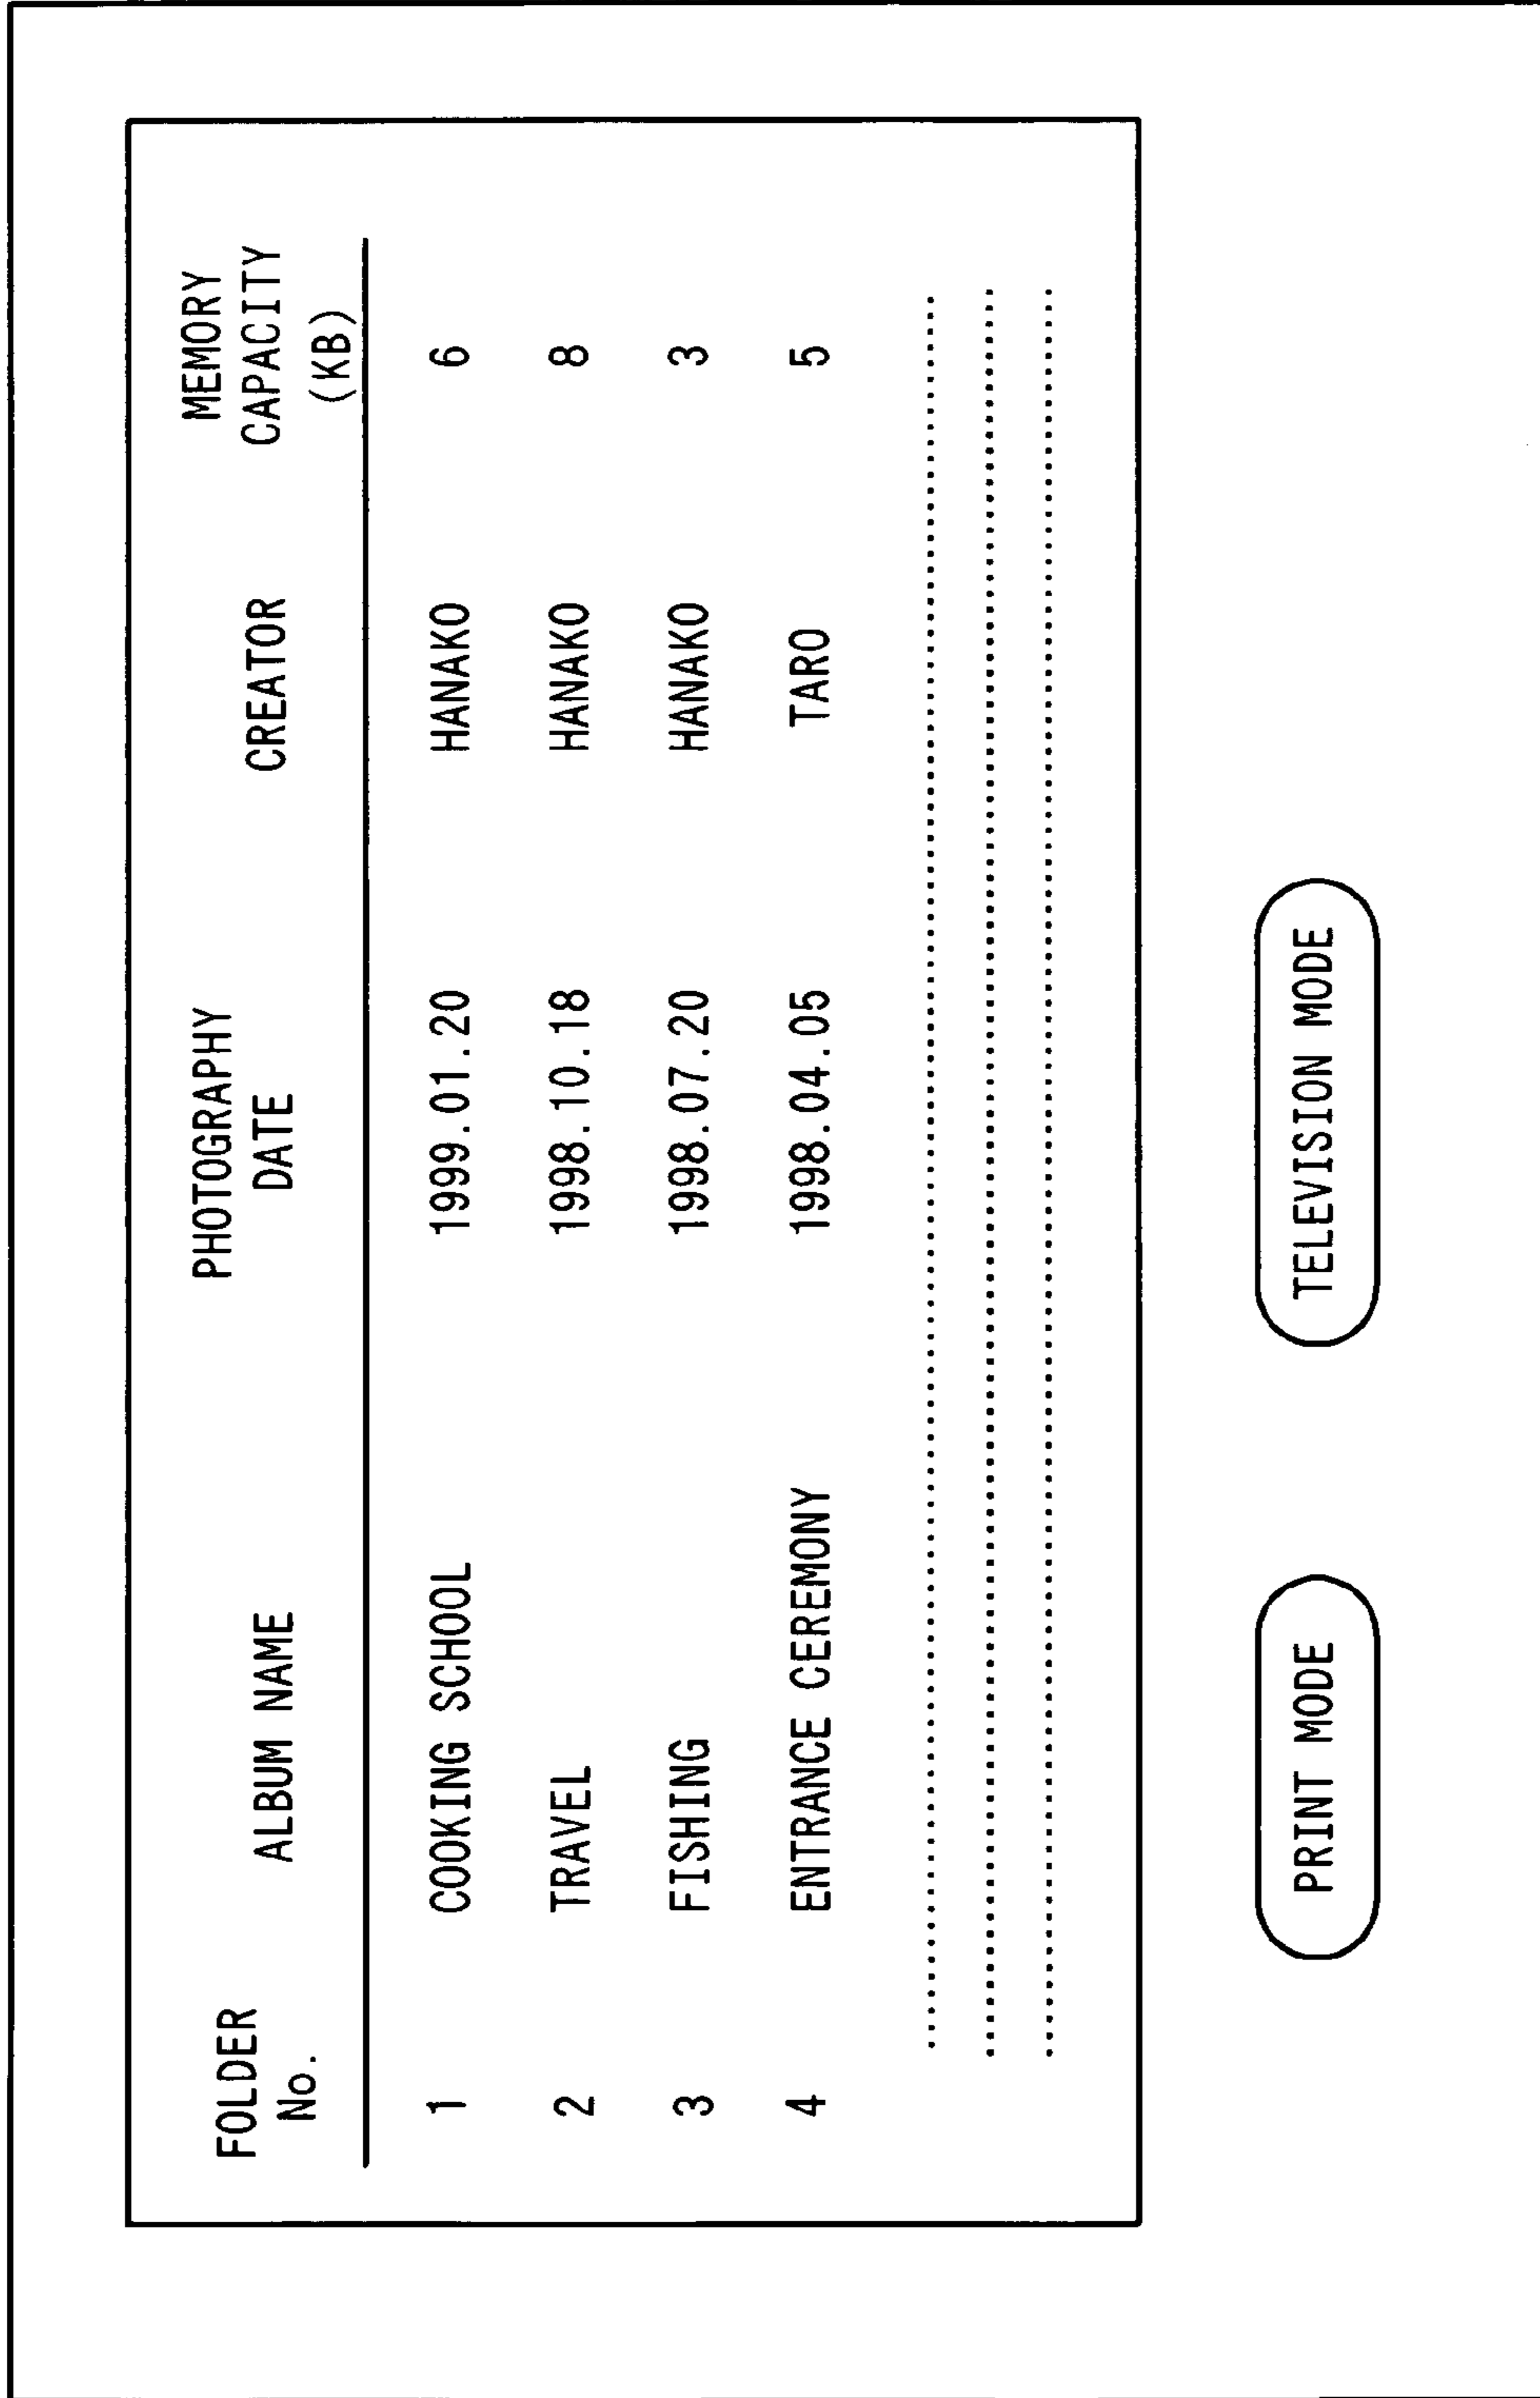 FOLDER No. ALBUM NAME PHOTOGRAPHY DATE CREATOR MEMORY CAPACITY (KB)
1 COOKING SCHOOL 1999.01.20 HANAKO 6
2 TRAVEL 1998.10.18 HANAKO 8
3 FISHING 1998.07.20 HANAKO 3
4 ENTRANCE CEREMONY 1998.04.05 TARO 5
PRINT MODE TELEVISION MODE